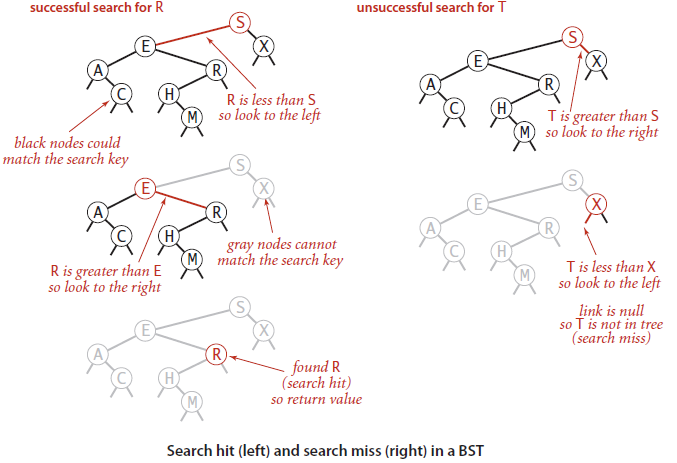 successful search for R
S
E
X
A
R
C
H
M
R is less than S
so look to the left
black nodes could
match the search key
S
E
X
A
R
C
H
M
gray nodes cannot
match the search key
R is greater than E
so look to the right
S
E
X
A
R
C
H
M
found R
(search hit)
so return value
unsuccessful search for T
S
E
X
A
R
C
H
M
T is greater than S
so look to the right
S
E
X
A
R
C
H
M
T is less than X
so look to the left
link is null
so T is not in tree
(search miss)
Search hit (left) and search miss (right) in a BST